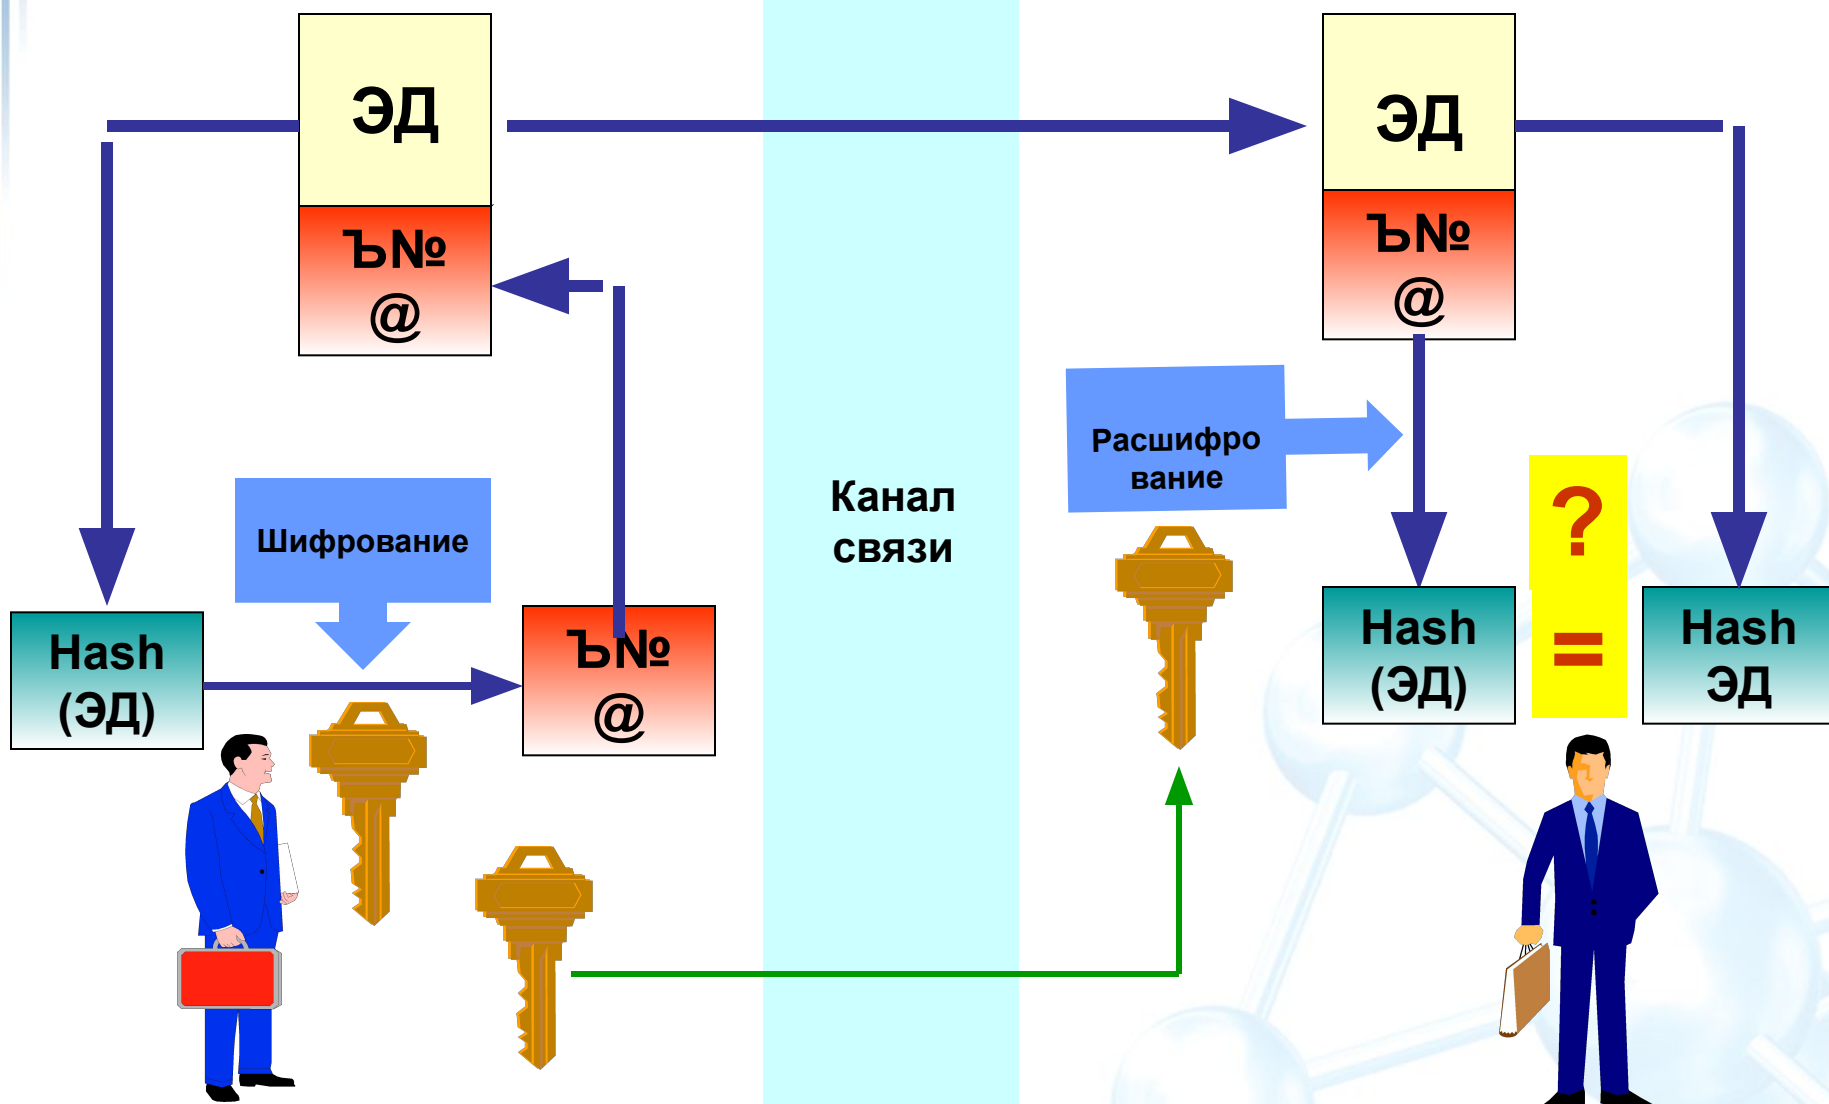 ЭД
Ъ№
@
Шифрование
Hash
(ЭД)
Ъ№
@
Канал
связи
ЭД
Ъ№
@
Расшифро
вание
?
=
Hash
(ЭД)
Hash
ЭД